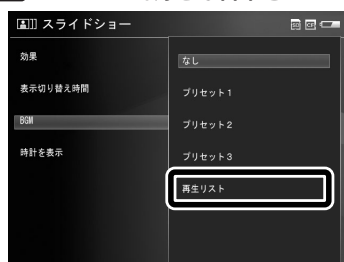 スライドショー
効果
表示切り替え時間
BGM
時計を表示
なし
プリセット1
プリセット2
プリセット3
再生リスト